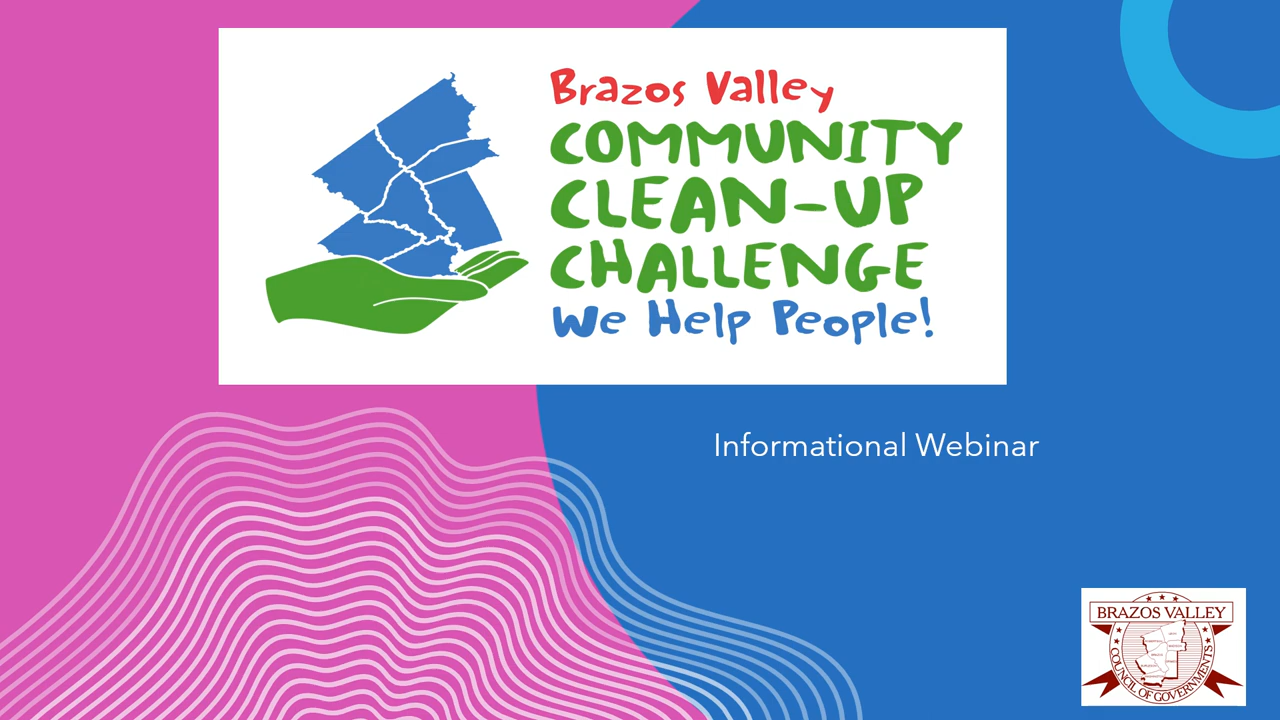 Brazos Valley
COMMUNITY
CLEAN-UP
CHALLENGE
We Help People!
Informational Webinar
BRAZOS VALLEY
COUNCIL OF GOVERNMENTS